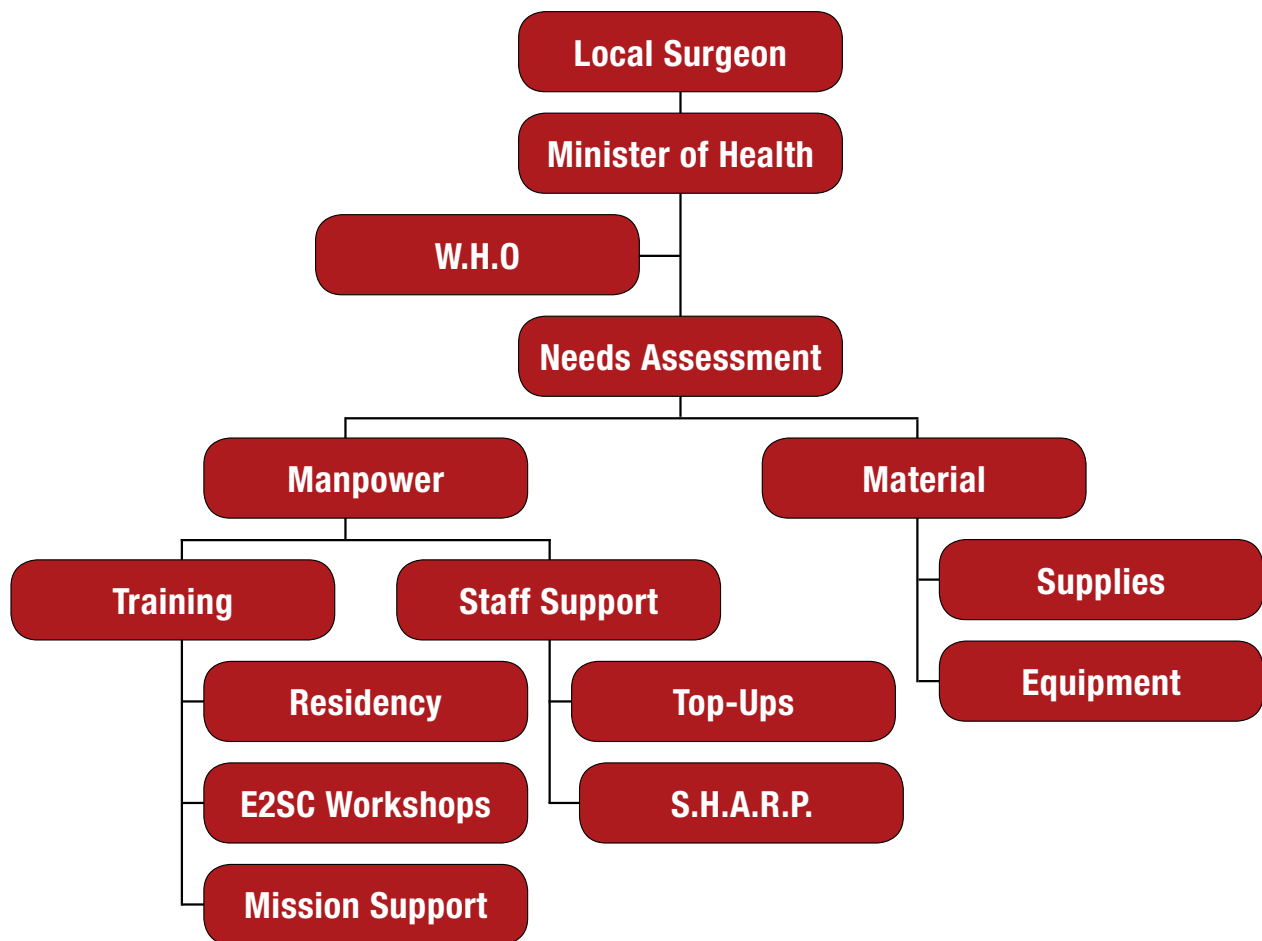 Local Surgeon
Minister of Health
W.H.O
Needs Assessment
Manpower
Material
Training
Staff Support
Supplies
Equipment
Residency
Top-Ups
E2SC Workshops
S.H.A.R.P.
Mission Support